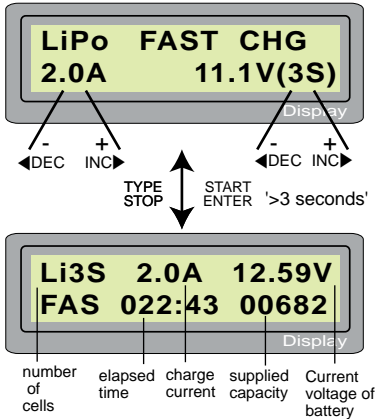 LiPo FAST CHG
2.0A 11.1V(3S)
Display
- + - +
◀DEC INC▶ ◀DEC INC▶
TYPE START
STOP ENTER '>3 seconds'
Li3S 2.0A 12.59V
FAS 022:43 00682
Display
number elapsed charge supplied Current
of time current capacity voltage of
cells battery